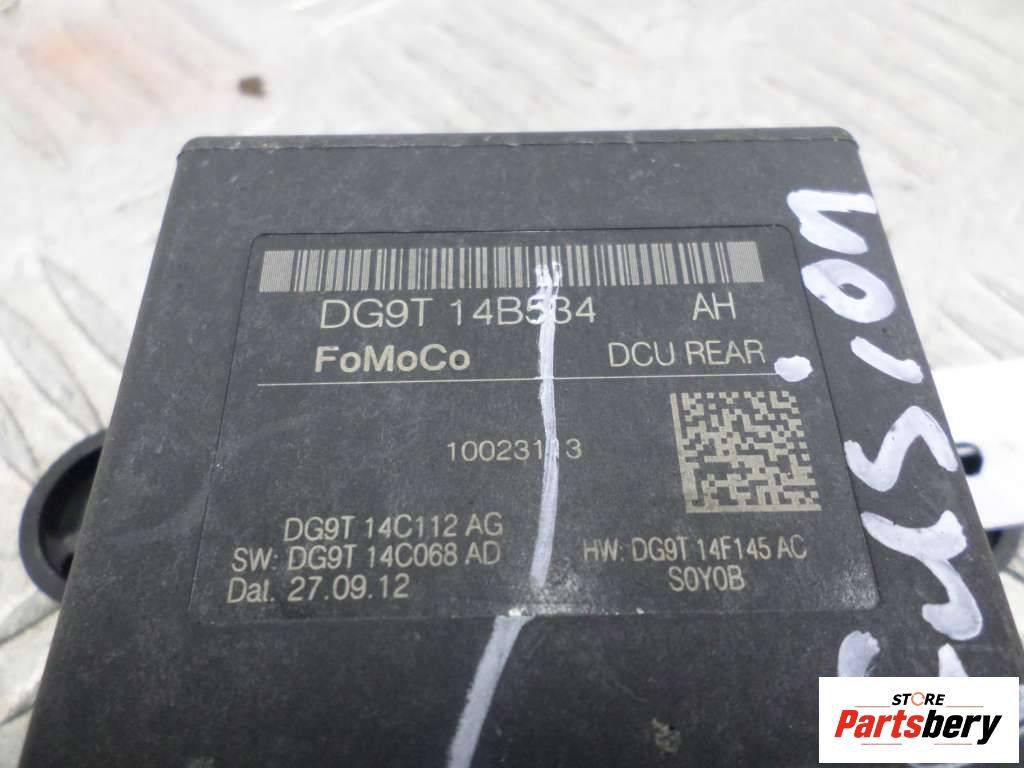 DG9T 14B534 AH
FoMoCo DCU REAR
10023113
DG9T 14C112 AG
SW: DG9T 14C068 AD
HW: DG9T 14F145 AC
Dat. 27.09.12
S0Y0B
STORE
Partsbery